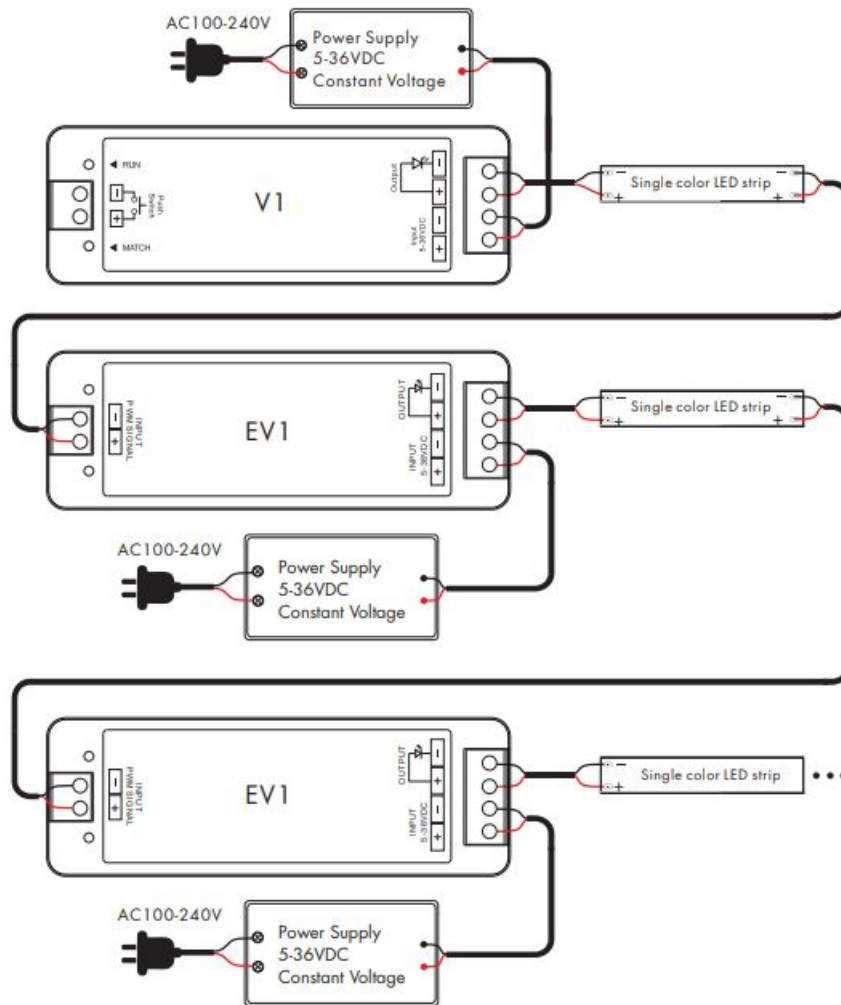 AC100-240V
Power Supply
5-36VDC
Constant Voltage
RUN
Push
Switch
MATCH
−
+
V1
Output
Input
5-36VDC
−
+
−
+
− Single color LED strip −
+ +
INPUT
PWM SIGNAL
−
+
EV1
OUTPUT
INPUT
5-36VDC
−
+
−
+
− Single color LED strip −
+ +
AC100-240V
Power Supply
5-36VDC
Constant Voltage
INPUT
PWM SIGNAL
−
+
EV1
OUTPUT
INPUT
5-36VDC
−
+
−
+
− Single color LED strip
+
AC100-240V
Power Supply
5-36VDC
Constant Voltage